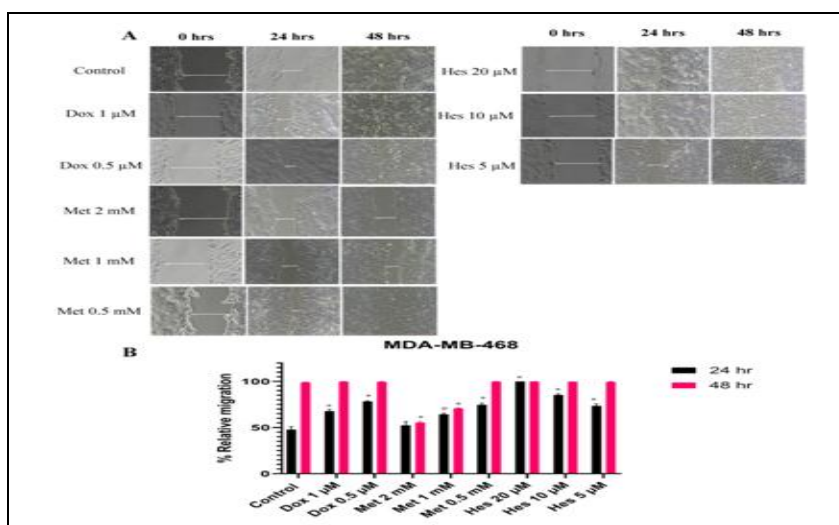 A
0 hrs 24 hrs 48 hrs
0 hrs 24 hrs 48 hrs
Control
Dox 1 µM
Dox 0.5 µM
Met 2 mM
Met 1 mM
Met 0.5 mM
Hes 20 µM
Hes 10 µM
Hes 5 µM
B
MDA-MB-468
24 hr
48 hr
% Relative migration
100
50
0
Control
Dox 1 µM
Dox 0.5 µM
Met 2 mM
Met 1 mM
Met 0.5 mM
Hes 20 µM
Hes 10 µM
Hes 5 µM